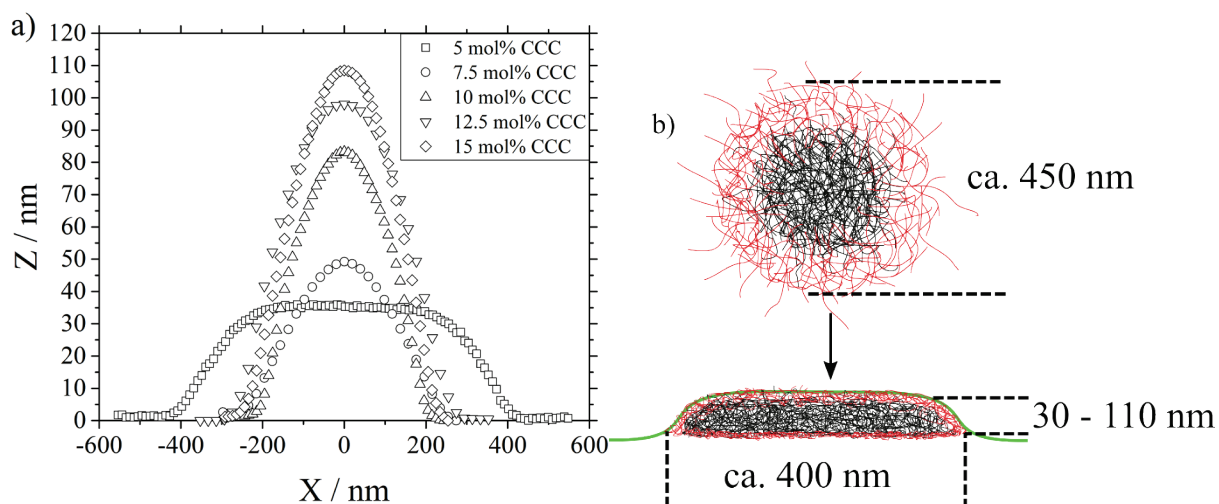 a)
Z / nm
120
110
100
90
80
70
60
50
40
30
20
10
0
-600
-400
-200
0
200
400
600
X / nm
5 mol% CCC
7.5 mol% CCC
10 mol% CCC
12.5 mol% CCC
15 mol% CCC
b)
ca. 450 nm
30 - 110 nm
ca. 400 nm